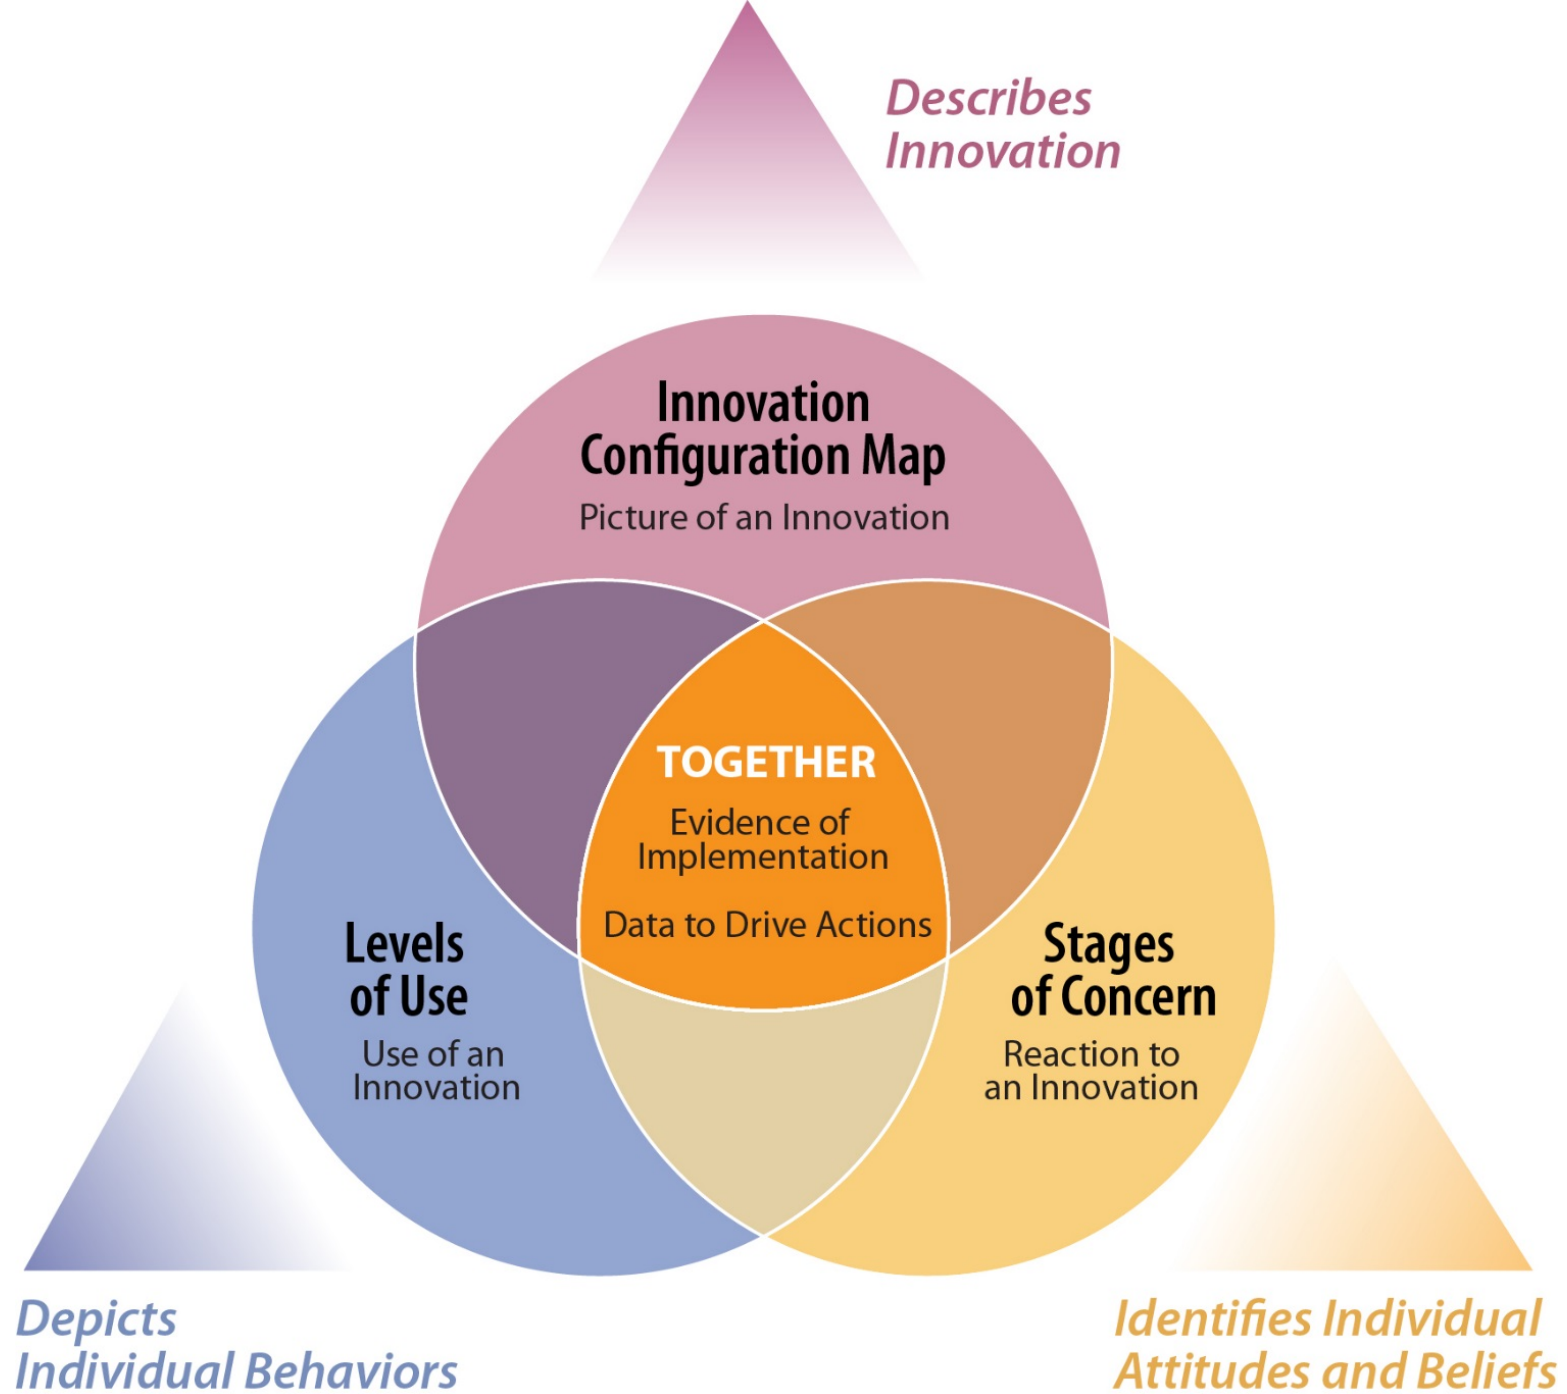 Describes
Innovation
Innovation
Configuration Map
Picture of an Innovation
TOGETHER
Evidence of
Implementation
Data to Drive Actions
Levels
of Use
Use of an
Innovation
Stages
of Concern
Reaction to
an Innovation
Depicts
Individual Behaviors
Identifies Individual
Attitudes and Beliefs